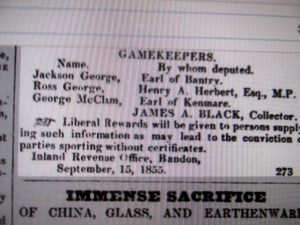 GAMEKEEPERS.
Name. By whom deputed.
Jackson George, Earl of Bantry.
Ross George, Henry A. Herbert, Esq., M.P.
George McClam, Earl of Kenmare.
JAMES A. BLACK, Collector,
Liberal Rewards will be given to persons supply
ing such information as may lead to the conviction o
parties sporting without certificates.
Inland Revenue Office, Bandon,
September, 15, 1855. 273
IMMENSE SACRIFICE
OF CHINA, GLASS, AND EARTHENWAR